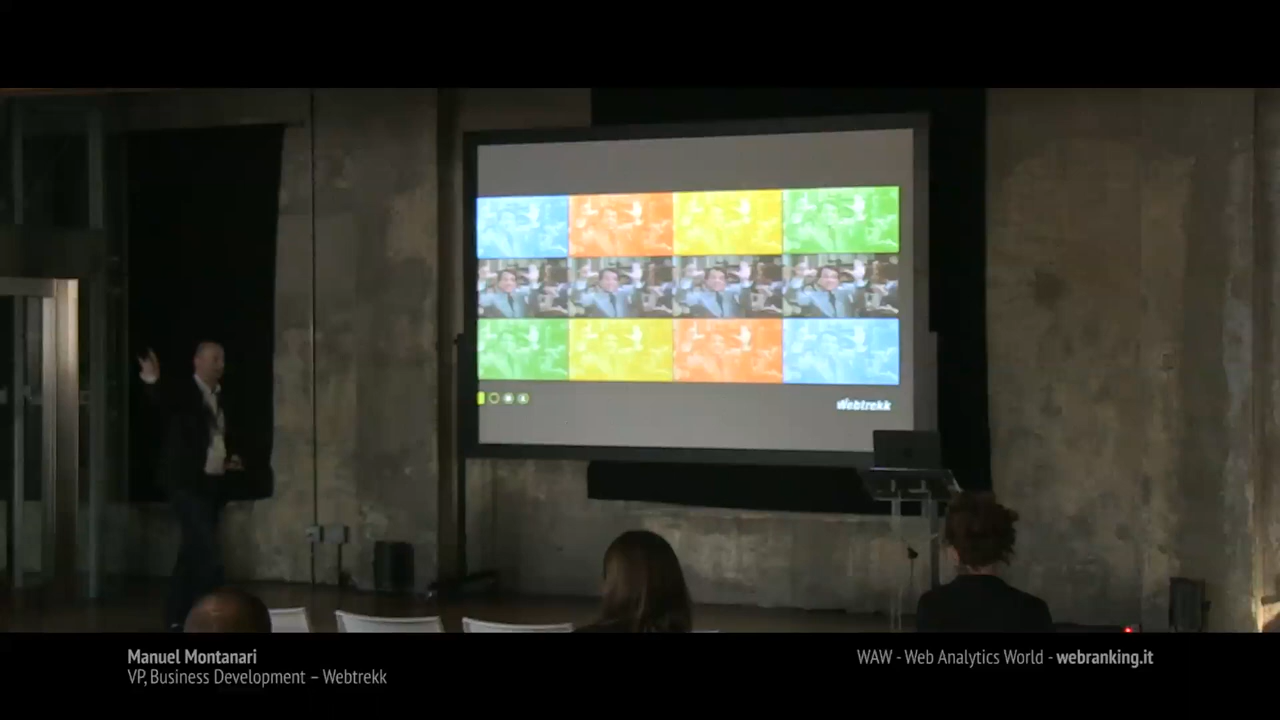 Webtrekk
Manuel Montanari
VP, Business Development – Webtrekk
WAW - Web Analytics World - webranking.it